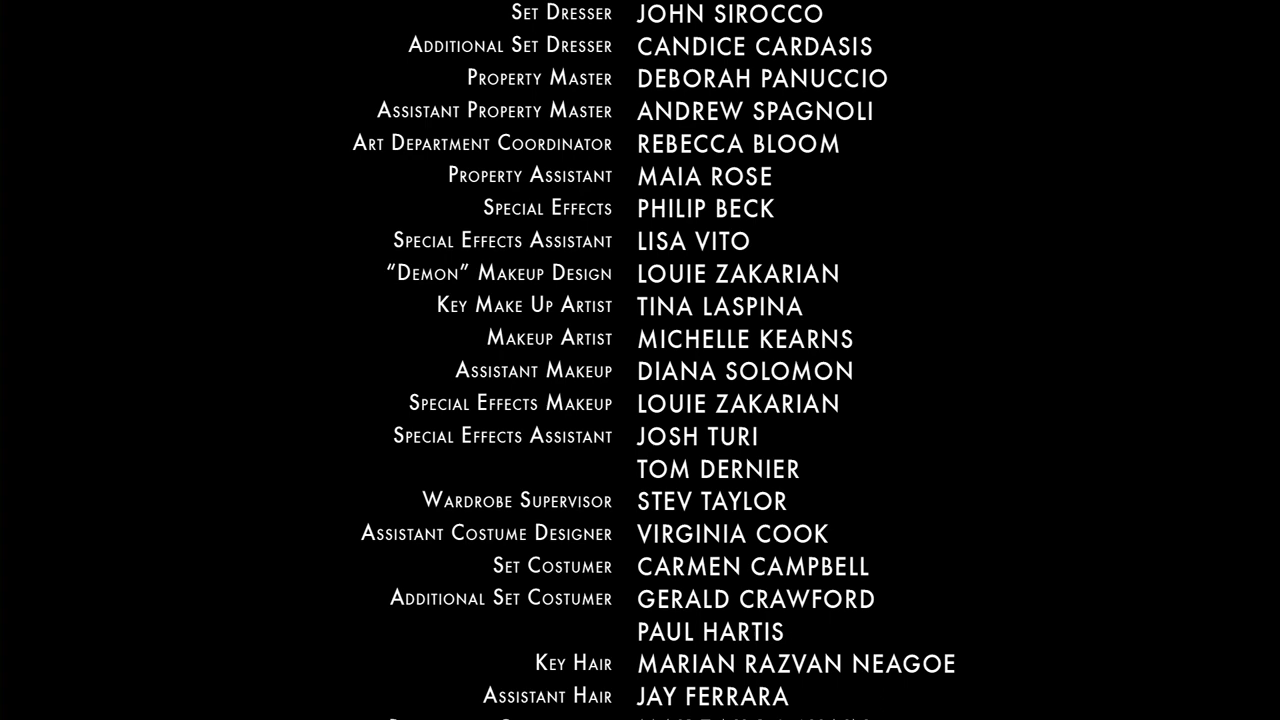 Set Dresser JOHN SIROCCO
Additional Set Dresser CANDICE CARDASIS
Property Master DEBORAH PANUCCIO
Assistant Property Master ANDREW SPAGNOLI
Art Department Coordinator REBECCA BLOOM
Property Assistant MAIA ROSE
Special Effects PHILIP BECK
Special Effects Assistant LISA VITO
“Demon” Makeup Design LOUIE ZAKARIAN
Key Make Up Artist TINA LASPINA
Makeup Artist MICHELLE KEARNS
Assistant Makeup DIANA SOLOMON
Special Effects Makeup LOUIE ZAKARIAN
Special Effects Assistant JOSH TURI
TOM DERNIER
Wardrobe Supervisor STEV TAYLOR
Assistant Costume Designer VIRGINIA COOK
Set Costumer CARMEN CAMPBELL
Additional Set Costumer GERALD CRAWFORD
PAUL HARTIS
Key Hair MARIAN RAZVAN NEAGOE
Assistant Hair JAY FERRARA